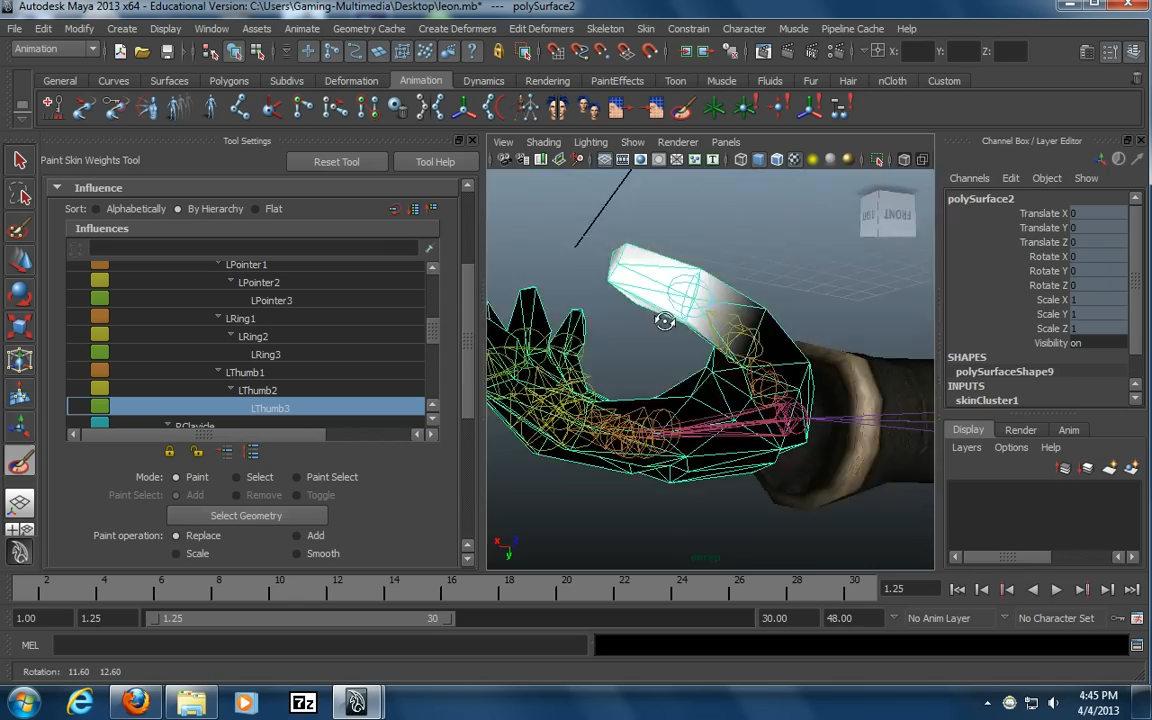 Autodesk Maya 2013 x64 - Educational Version: C:\Users\Gaming-Multimedia\Desktop\leon.mb* --- polySurface2
File Edit Modify Create Display Window Assets Animate Geometry Cache Create Deformers Edit Deformers Skeleton Skin Constrain Character Muscle Pipeline Cache Help
Animation X: Y: Z:
General Curves Surfaces Polygons Subdivs Deformation Animation Dynamics Rendering PaintEffects Toon Muscle Fluids Fur Hair nCloth Custom
Tool Settings
Paint Skin Weights Tool Reset Tool Tool Help
Influence
Sort: Alphabetically By Hierarchy Flat
Influences
LPointer1
LPointer2
LPointer3
LRing1
LRing2
LRing3
LThumb1
LThumb2
LThumb3
RClavicle
Mode: Paint Select Paint Select
Paint Select: Add Remove Toggle
Select Geometry
Paint operation: Replace Add
Scale Smooth
View Shading Lighting Show Renderer Panels
FRONT
persp
x
y
Channel Box / Layer Editor
Channels Edit Object Show
polySurface2
Translate X 0
Translate Y 0
Translate Z 0
Rotate X 0
Rotate Y 0
Rotate Z 0
Scale X 1
Scale Y 1
Scale Z 1
Visibility on
SHAPES
polySurfaceShape9
INPUTS
skinCluster1
Display Render Anim
Layers Options Help
2 4 6 8 10 12 14 16 18 20 22 24 26 28 30
1.25
1.00 1.25 1.25 30 30.00 48.00 No Anim Layer No Character Set
MEL
Rotation: 11.60 12.60
4:45 PM
4/4/2013